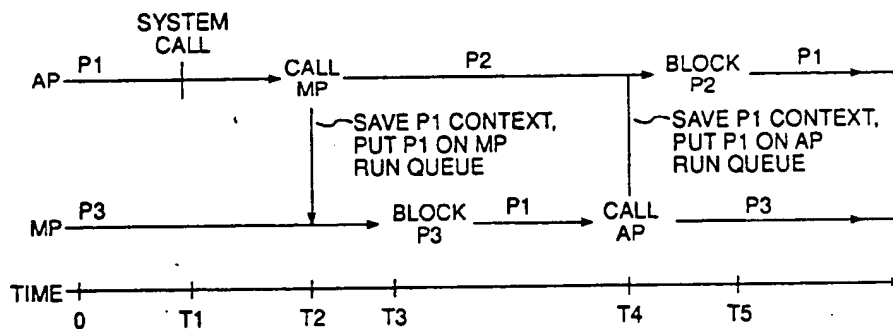 SYSTEM
CALL
AP P1 CALL
MP P2 BLOCK
P2 P1
SAVE P1 CONTEXT,
PUT P1 ON MP
RUN QUEUE
SAVE P1 CONTEXT,
PUT P1 ON AP
RUN QUEUE
MP P3 BLOCK
P3 P1 CALL
AP P3
TIME
0 T1 T2 T3 T4 T5